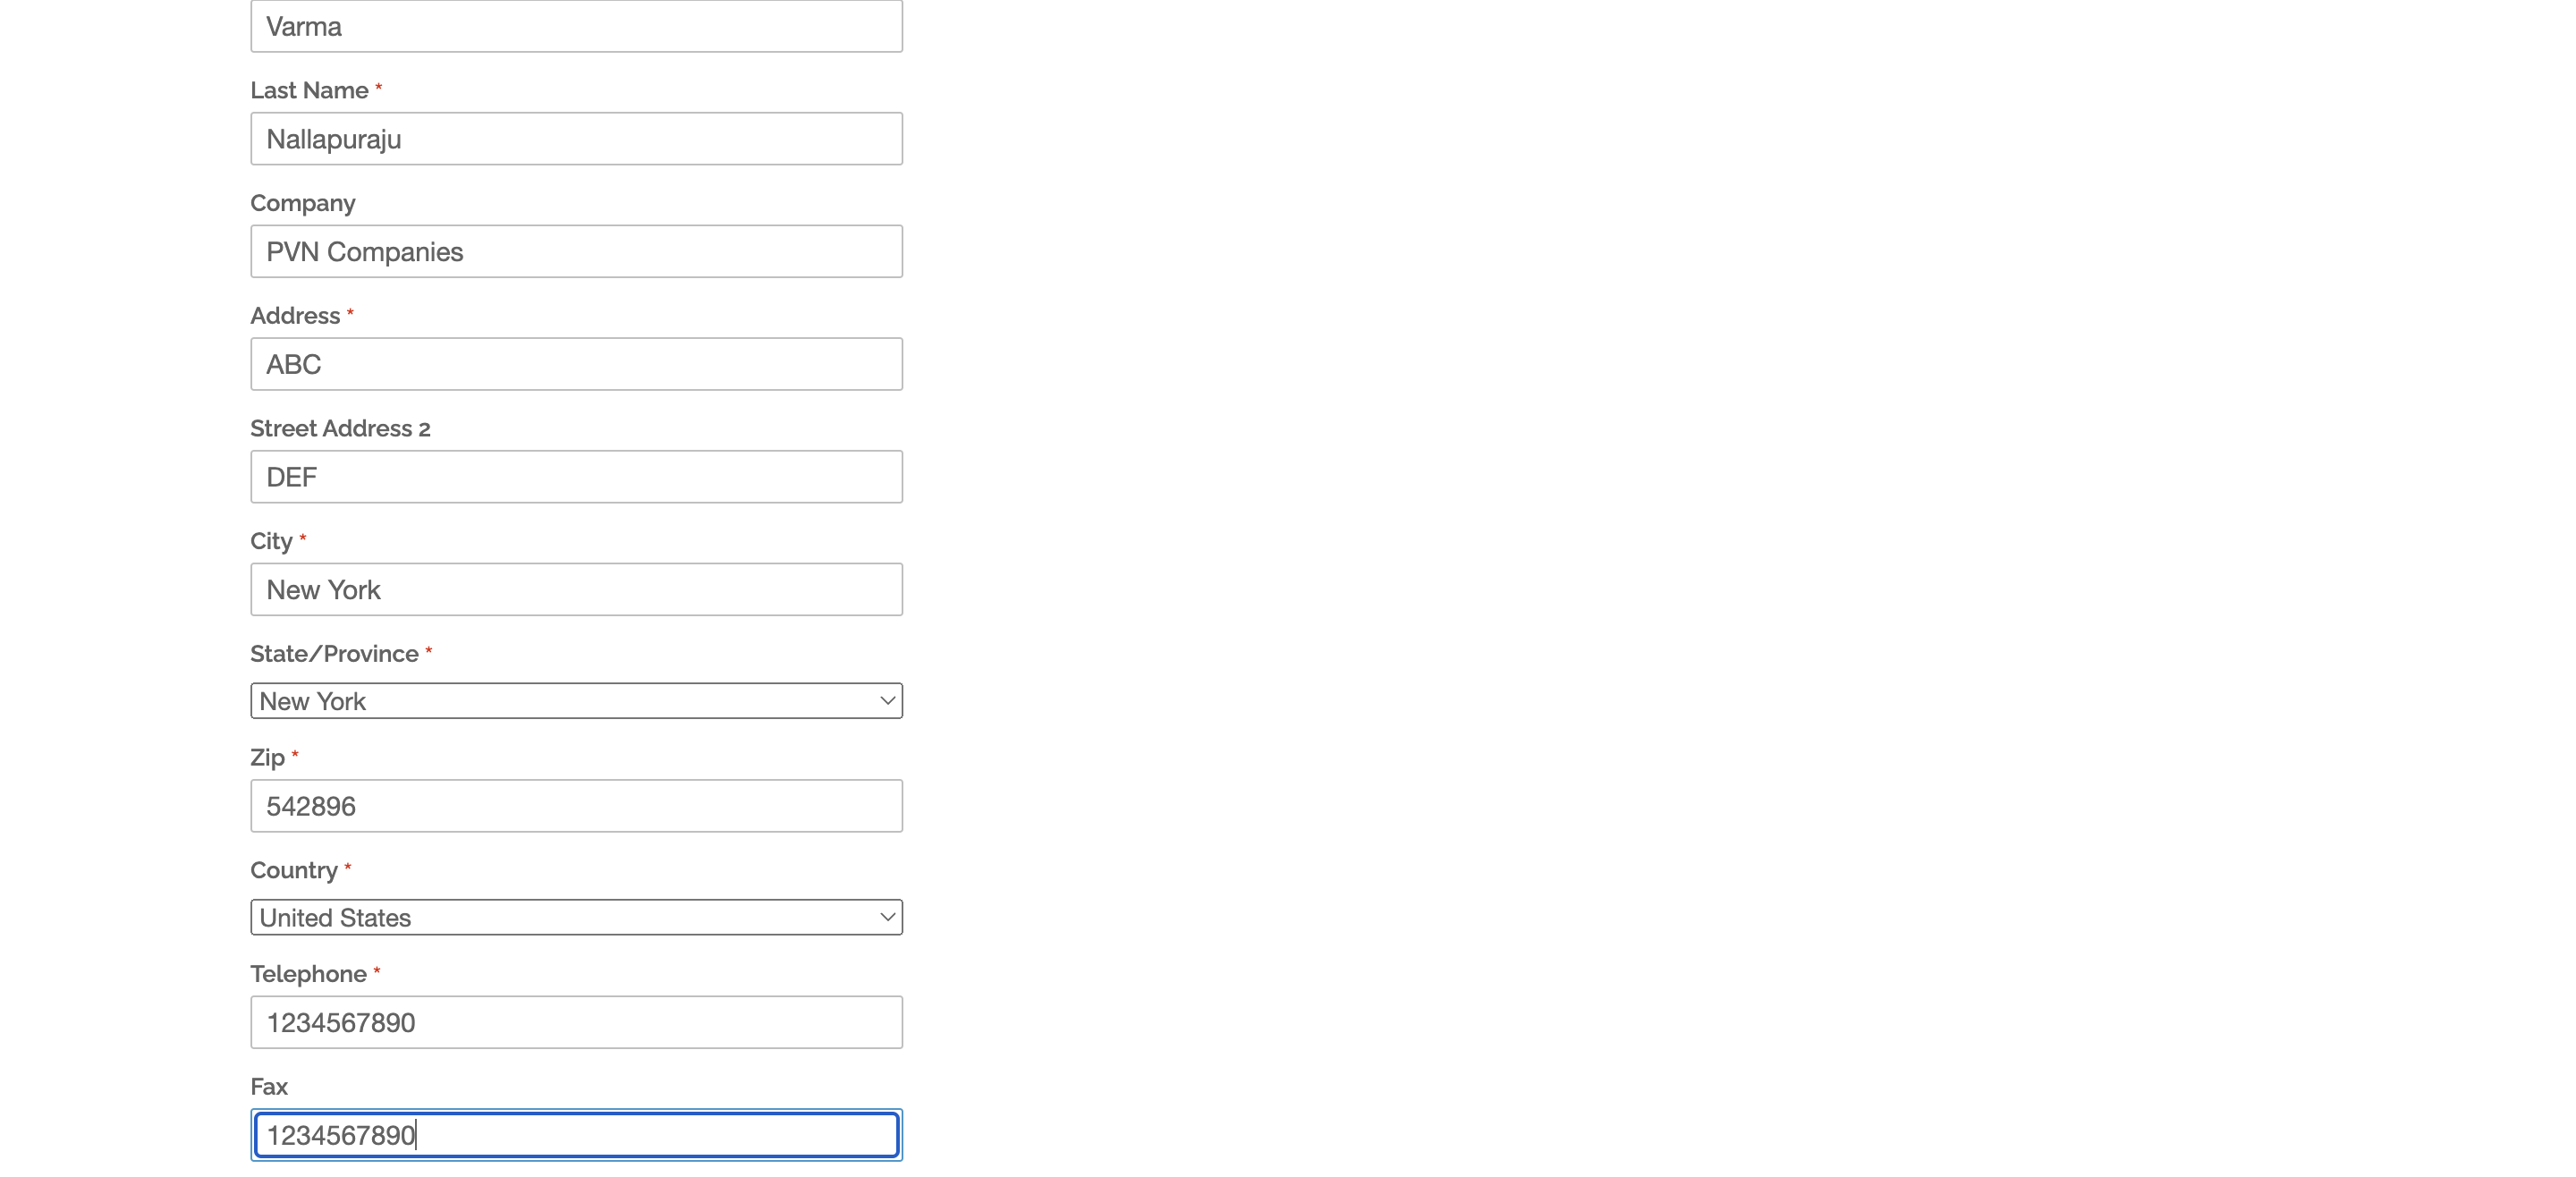 Varma
Last Name *
Nallapuraju
Company
PVN Companies
Address *
ABC
Street Address 2
DEF
City *
New York
State/Province *
New York
Zip *
542896
Country *
United States
Telephone *
1234567890
Fax
1234567890